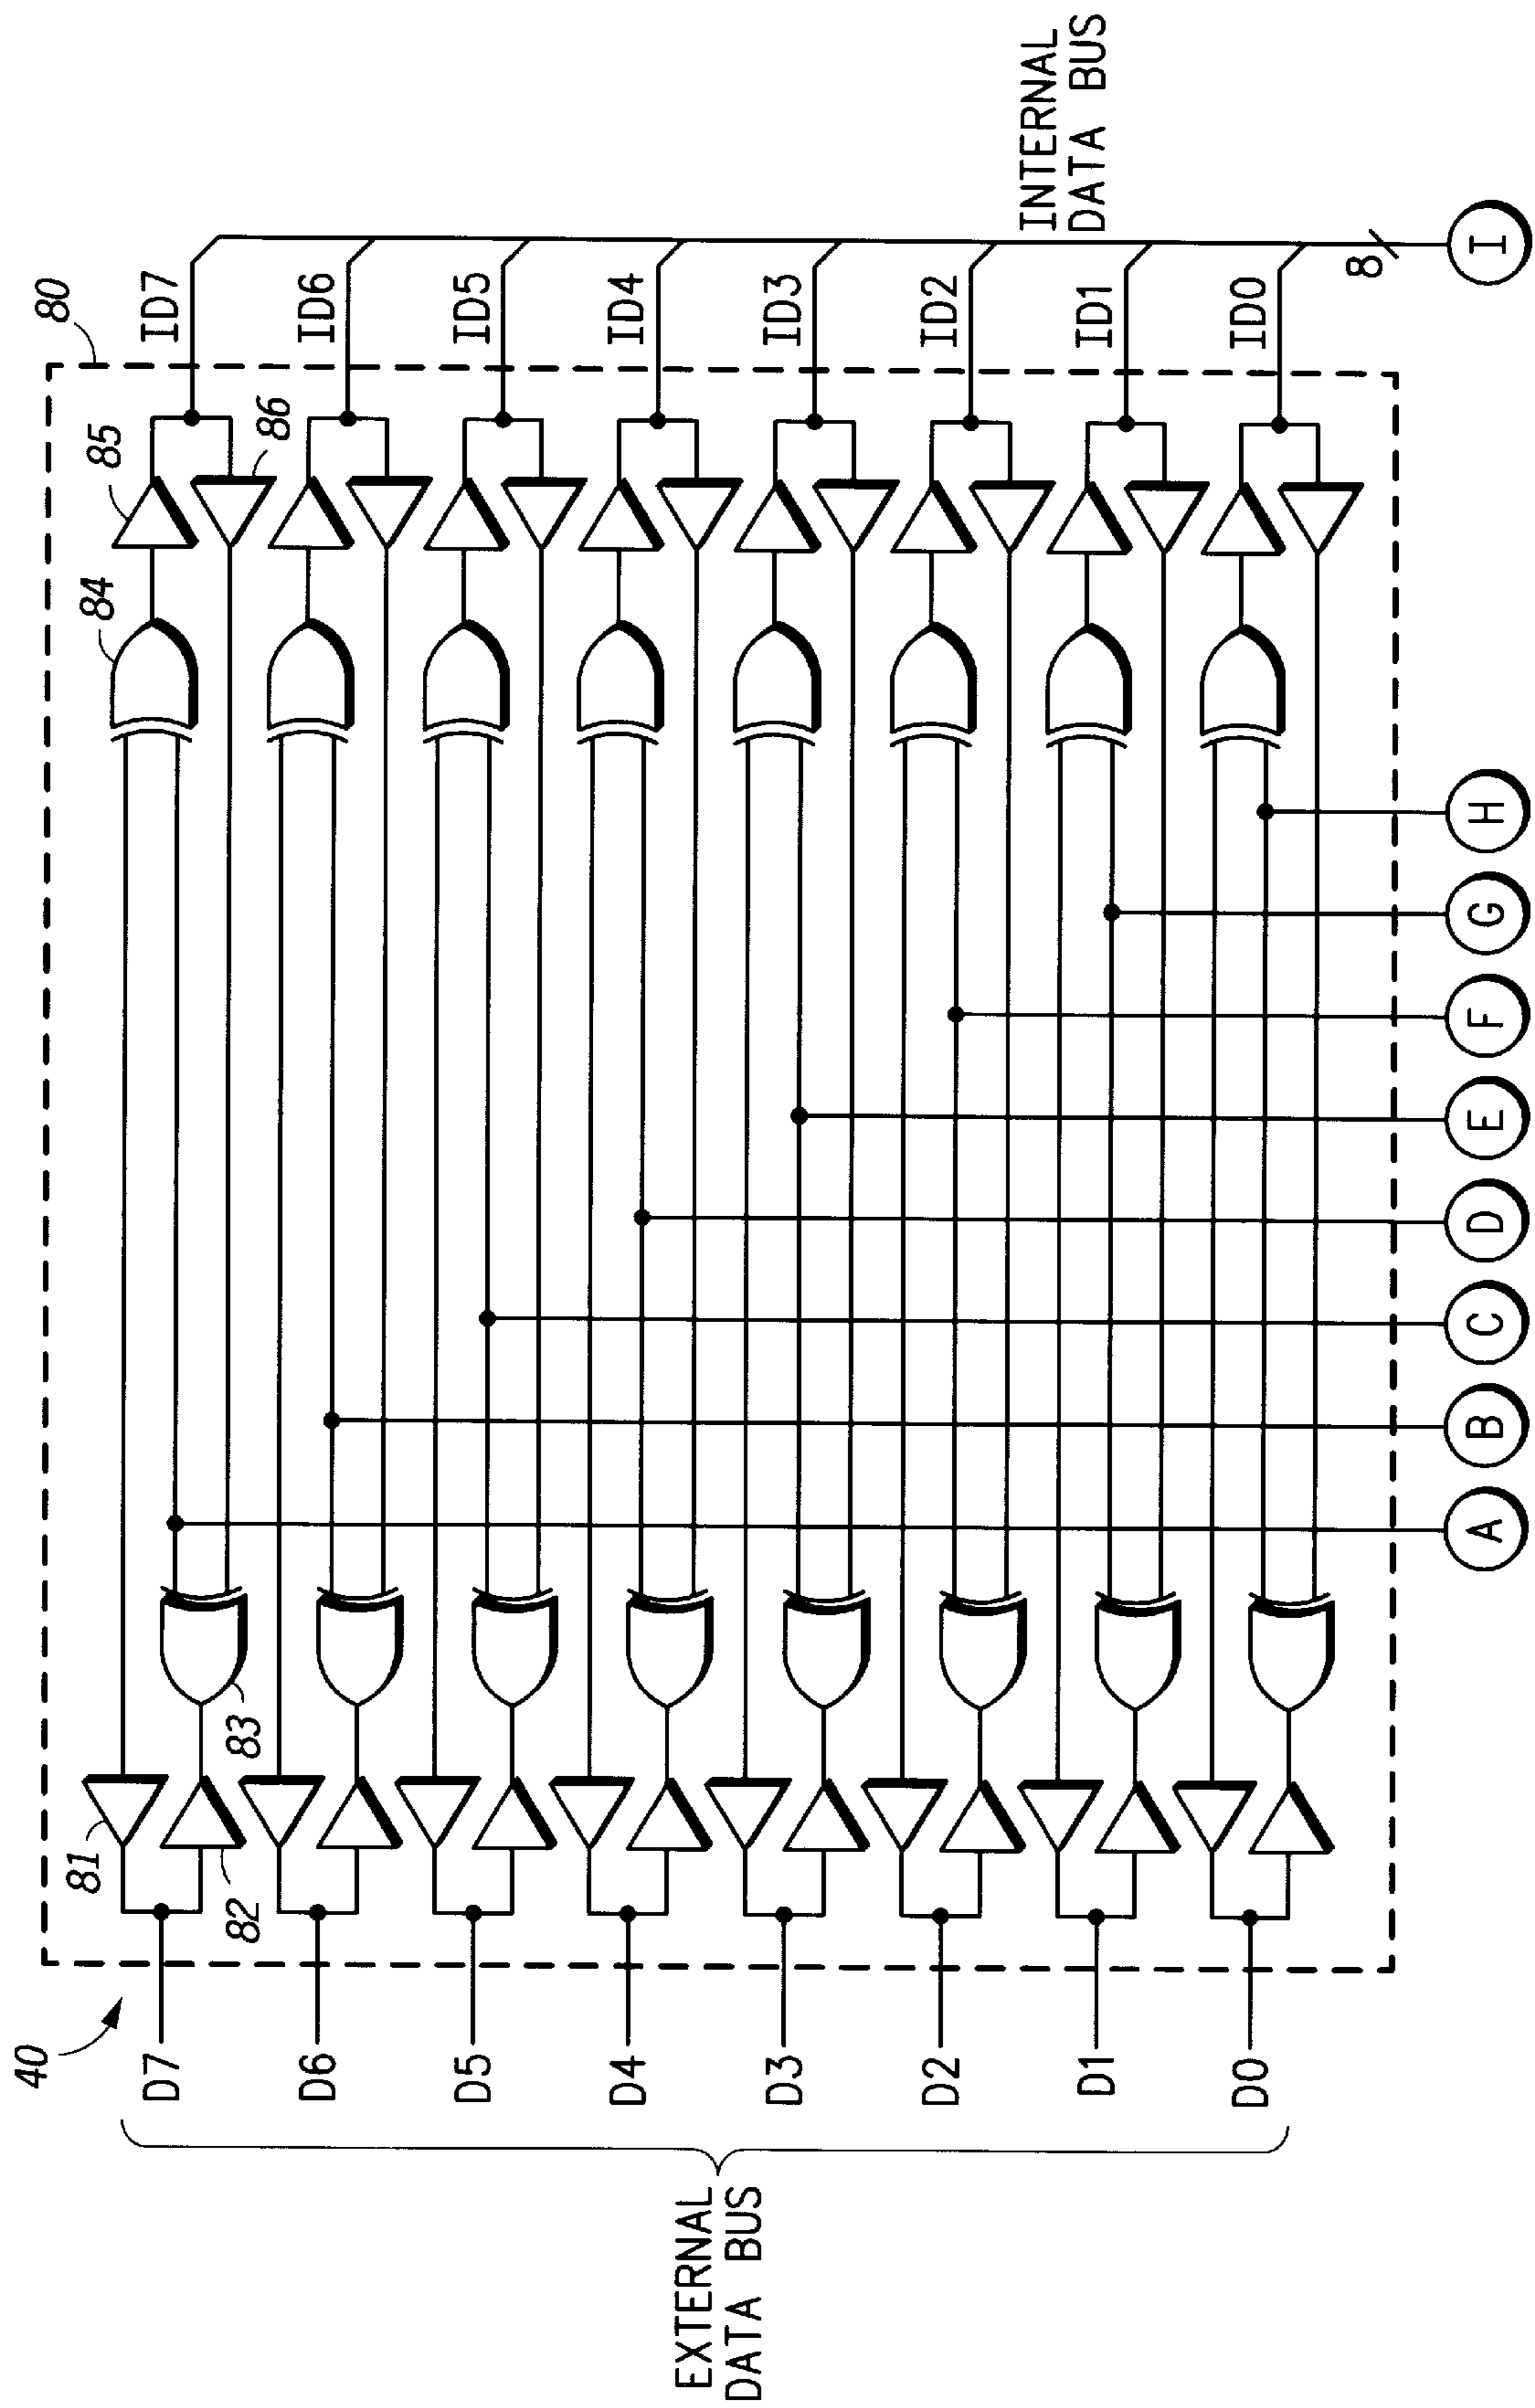 40
80
EXTERNAL
DATA BUS
D7
D6
D5
D4
D3
D2
D1
D0
81
82
83
84
85
86
ID7
ID6
ID5
ID4
ID3
ID2
ID1
ID0
INTERNAL
DATA BUS
8
A
B
C
D
E
F
G
H
I